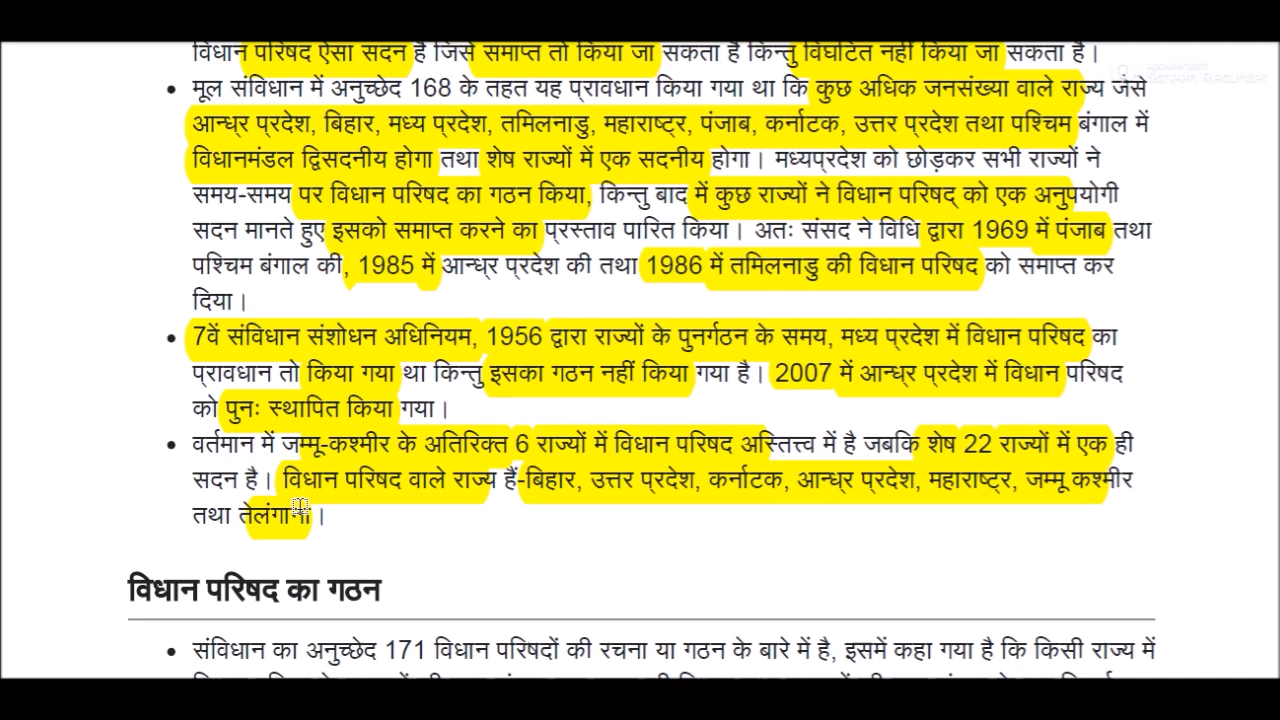 विधान परिषद ऐसा सदन है जिसे समाप्त तो किया जा सकता है किन्तु विघटित नहीं किया जा सकता है।
• मूल संविधान में अनुच्छेद 168 के तहत यह प्रावधान किया गया था कि कुछ अधिक जनसंख्या वाले राज्य जैसे
आन्ध्र प्रदेश, बिहार, मध्य प्रदेश, तमिलनाडु, महाराष्ट्र, पंजाब, कर्नाटक, उत्तर प्रदेश तथा पश्चिम बंगाल में
विधानमंडल द्विसदनीय होगा तथा शेष राज्यों में एक सदनीय होगा। मध्यप्रदेश को छोड़कर सभी राज्यों ने
समय-समय पर विधान परिषद का गठन किया, किन्तु बाद में कुछ राज्यों ने विधान परिषद् को एक अनुपयोगी
सदन मानते हुए इसको समाप्त करने का प्रस्ताव पारित किया। अतः संसद ने विधि द्वारा 1969 में पंजाब तथा
पश्चिम बंगाल की, 1985 में आन्ध्र प्रदेश की तथा 1986 में तमिलनाडु की विधान परिषद को समाप्त कर
दिया।
• 7वें संविधान संशोधन अधिनियम, 1956 द्वारा राज्यों के पुनर्गठन के समय, मध्य प्रदेश में विधान परिषद का
प्रावधान तो किया गया था किन्तु इसका गठन नहीं किया गया है। 2007 में आन्ध्र प्रदेश में विधान परिषद
को पुनः स्थापित किया गया।
• वर्तमान में जम्मू-कश्मीर के अतिरिक्त 6 राज्यों में विधान परिषद अस्तित्त्व में है जबकि शेष 22 राज्यों में एक ही
सदन है। विधान परिषद वाले राज्य हैं-बिहार, उत्तर प्रदेश, कर्नाटक, आन्ध्र प्रदेश, महाराष्ट्र, जम्मू कश्मीर
तथा तेलंगाना।
विधान परिषद का गठन
• संविधान का अनुच्छेद 171 विधान परिषदों की रचना या गठन के बारे में है, इसमें कहा गया है कि किसी राज्य में